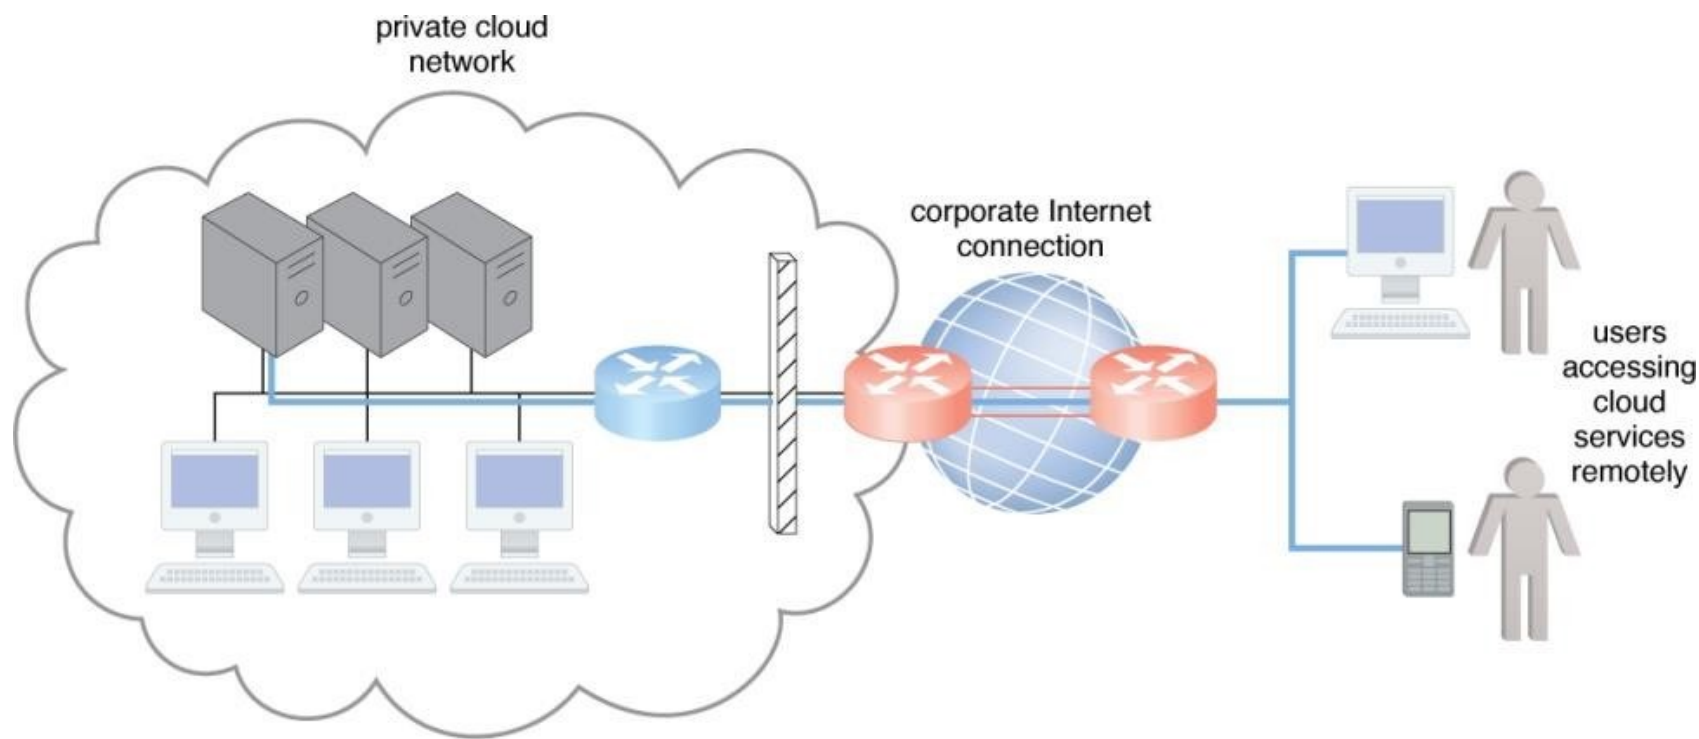 private cloud
network
corporate Internet
connection
users
accessing
cloud
services
remotely